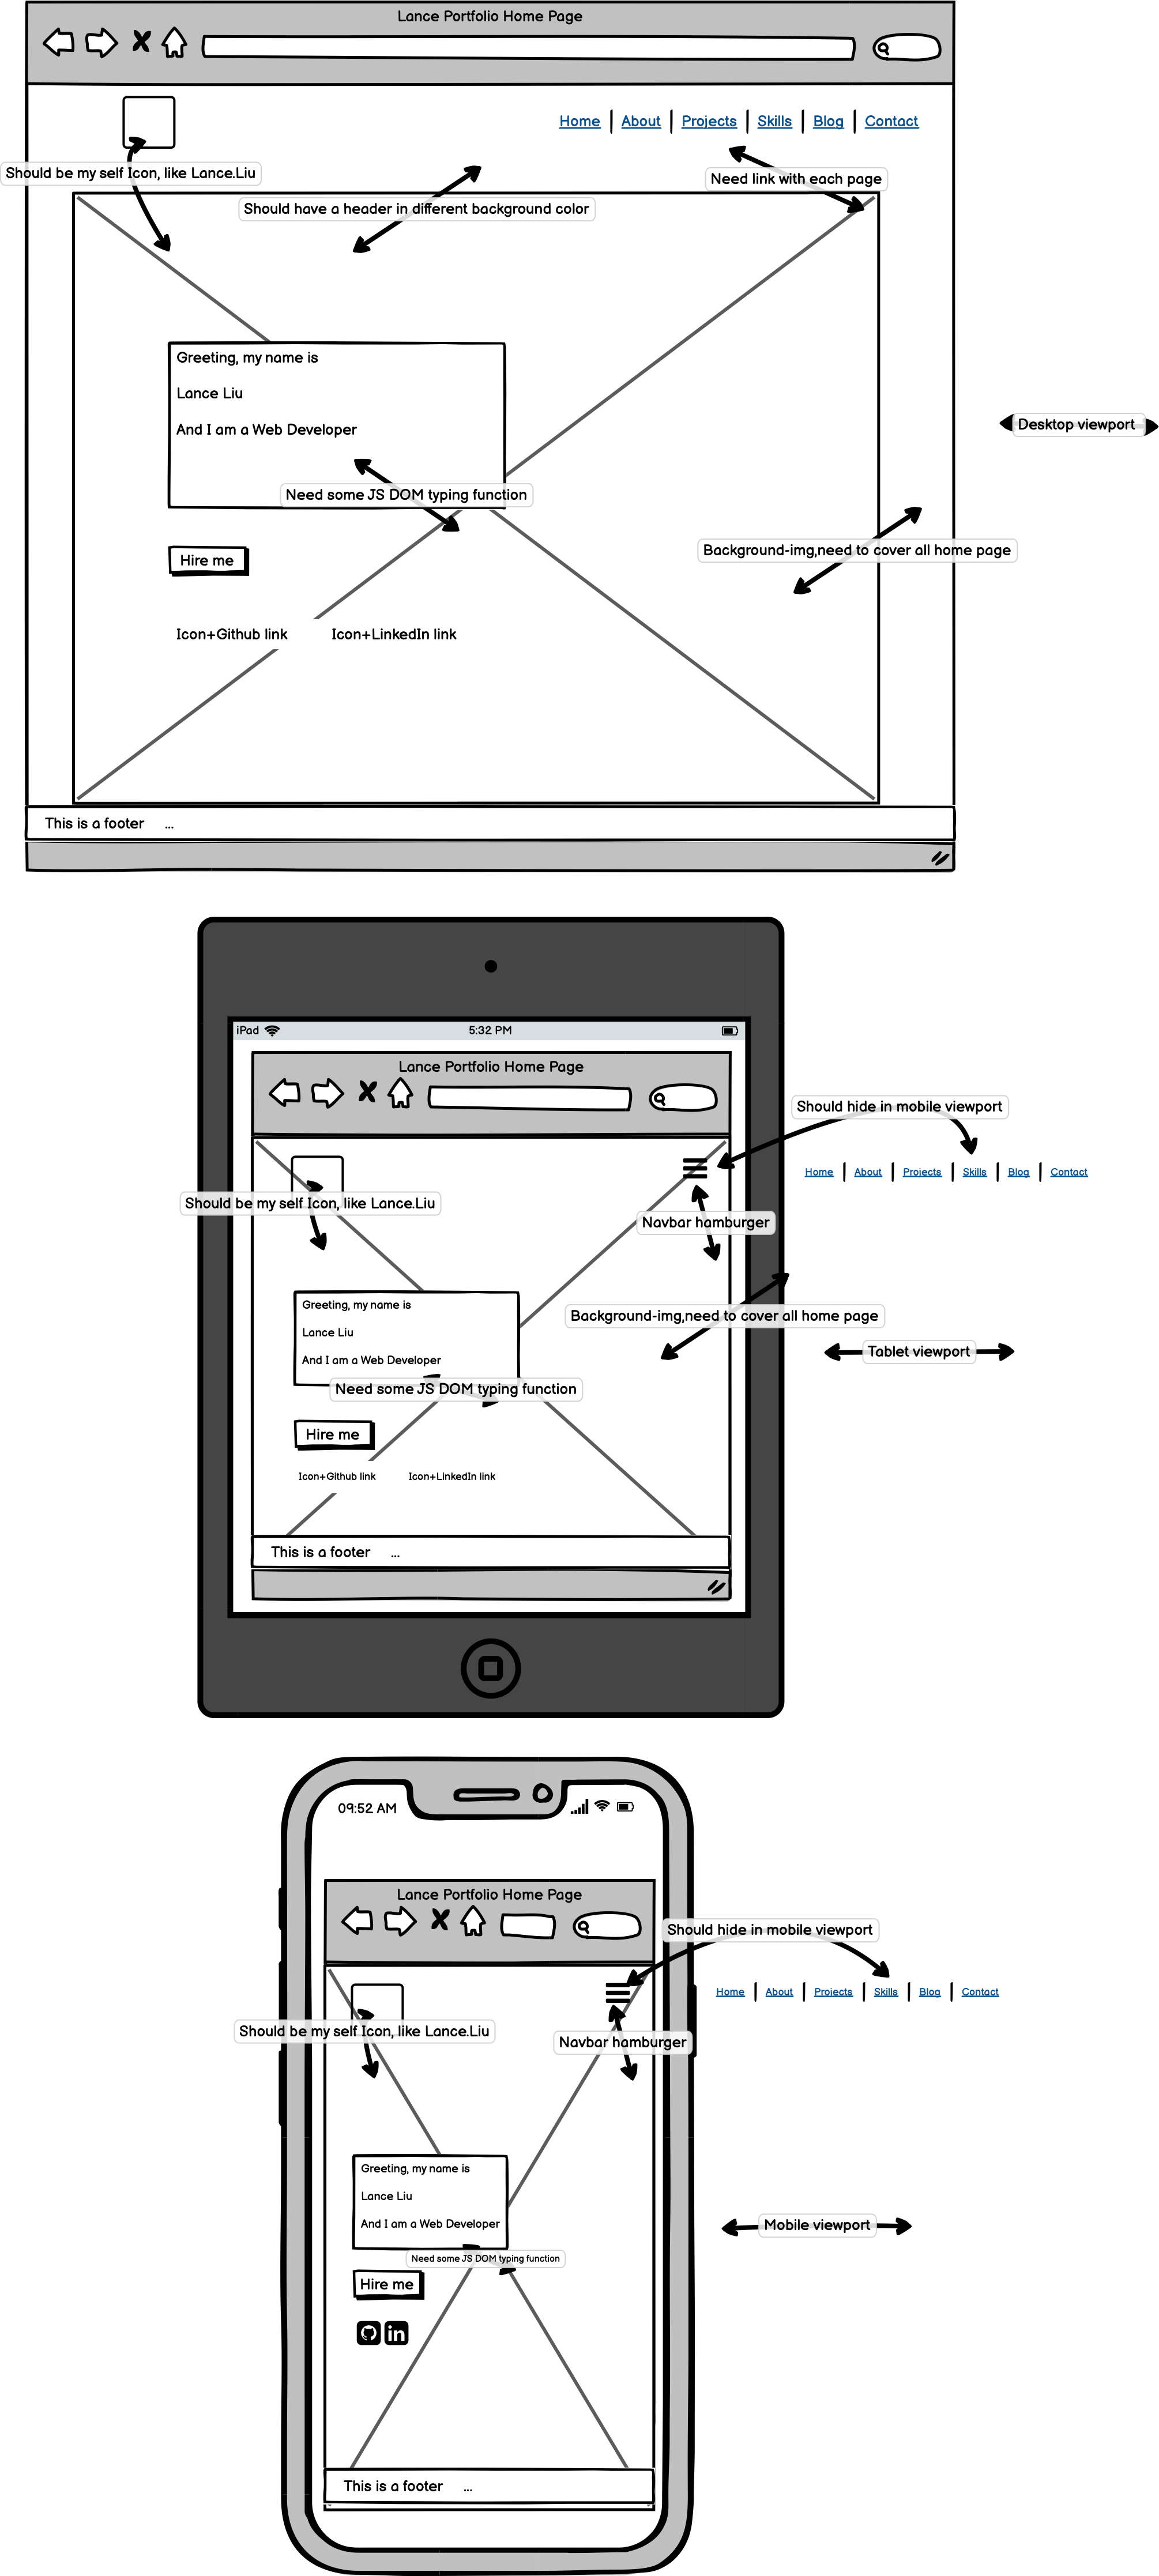 Lance Portfolio Home Page
Home About Projects Skills Blog Contact
Should be my self Icon, like Lance.Liu
Need link with each page
Should have a header in different background color
Greeting, my name is
Lance Liu
And I am a Web Developer
Desktop viewport
Need some JS DOM typing function
Background-img,need to cover all home page
Hire me
Icon+Github link Icon+LinkedIn link
This is a footer ...
iPad 5:32 PM
Lance Portfolio Home Page
Should hide in mobile viewport
Home About Projects Skills Blog Contact
Should be my self Icon, like Lance.Liu
Navbar hamburger
Greeting, my name is
Background-img,need to cover all home page
Lance Liu
Tablet viewport
And I am a Web Developer
Need some JS DOM typing function
Hire me
Icon+Github link Icon+LinkedIn link
This is a footer ...
09:52 AM
Lance Portfolio Home Page
Should hide in mobile viewport
Home About Projects Skills Blog Contact
Should be my self Icon, like Lance.Liu
Navbar hamburger
Greeting, my name is
Lance Liu
And I am a Web Developer
Mobile viewport
Need some JS DOM typing function
Hire me
in
This is a footer ...